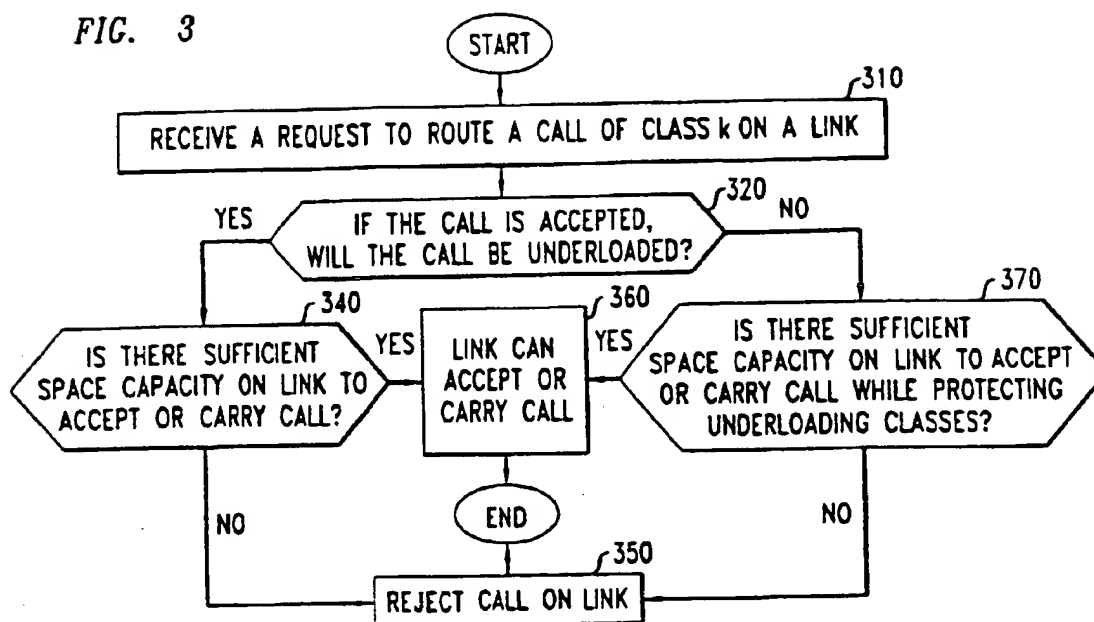 FIG. 3
START
310
RECEIVE A REQUEST TO ROUTE A CALL OF CLASS k ON A LINK
320
YES
IF THE CALL IS ACCEPTED,
WILL THE CALL BE UNDERLOADED?
NO
340
IS THERE SUFFICIENT
SPACE CAPACITY ON LINK TO
ACCEPT OR CARRY CALL?
YES
360
LINK CAN
ACCEPT OR
CARRY CALL
YES
370
IS THERE SUFFICIENT
SPACE CAPACITY ON LINK TO ACCEPT
OR CARRY CALL WHILE PROTECTING
UNDERLOADING CLASSES?
NO
END
NO
350
REJECT CALL ON LINK